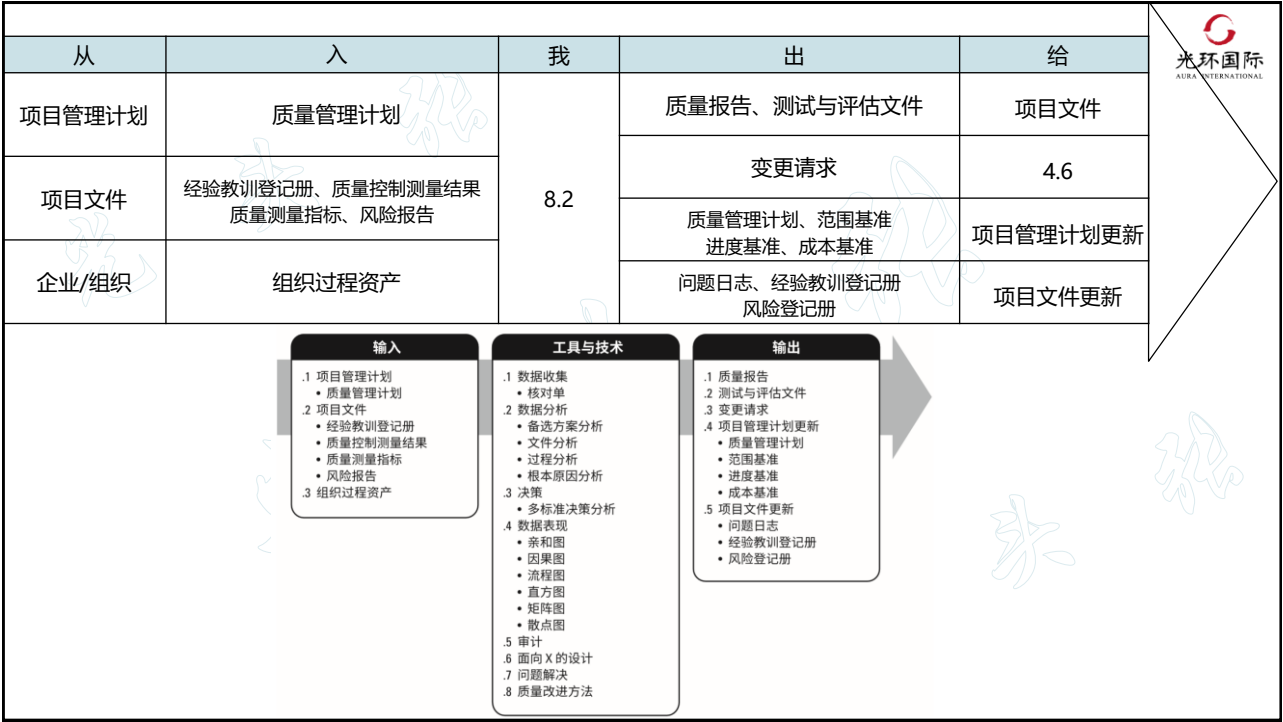 光环国际
AURA INTERNATIONAL
从 入 我 出 给
项目管理计划 质量管理计划
项目文件 经验教训登记册、质量控制测量结果
质量测量指标、风险报告
企业/组织 组织过程资产
8.2
质量报告、测试与评估文件 项目文件
变更请求 4.6
质量管理计划、范围基准
进度基准、成本基准 项目管理计划更新
问题日志、经验教训登记册
风险登记册 项目文件更新
输入
.1 项目管理计划
• 质量管理计划
.2 项目文件
• 经验教训登记册
• 质量控制测量结果
• 质量测量指标
• 风险报告
.3 组织过程资产
工具与技术
.1 数据收集
• 核对单
.2 数据分析
• 备选方案分析
• 文件分析
• 过程分析
• 根本原因分析
.3 决策
• 多标准决策分析
.4 数据表现
• 亲和图
• 因果图
• 流程图
• 直方图
• 矩阵图
• 散点图
.5 审计
.6 面向 X 的设计
.7 问题解决
.8 质量改进方法
输出
.1 质量报告
.2 测试与评估文件
.3 变更请求
.4 项目管理计划更新
• 质量管理计划
• 范围基准
• 进度基准
• 成本基准
.5 项目文件更新
• 问题日志
• 经验教训登记册
• 风险登记册